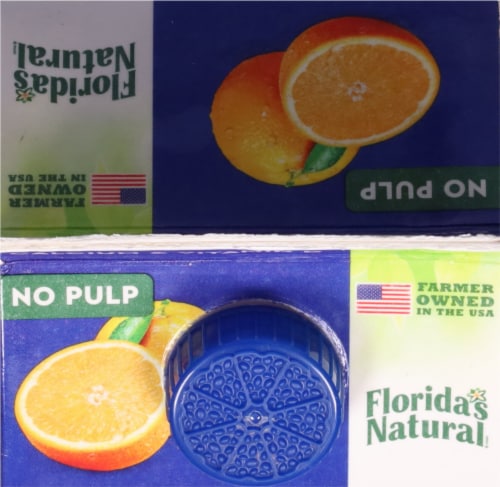 Florida's
Natural
FARMER
OWNED
IN THE USA
NO PULP
NO PULP
FARMER
OWNED
IN THE USA
Florida's
Natural